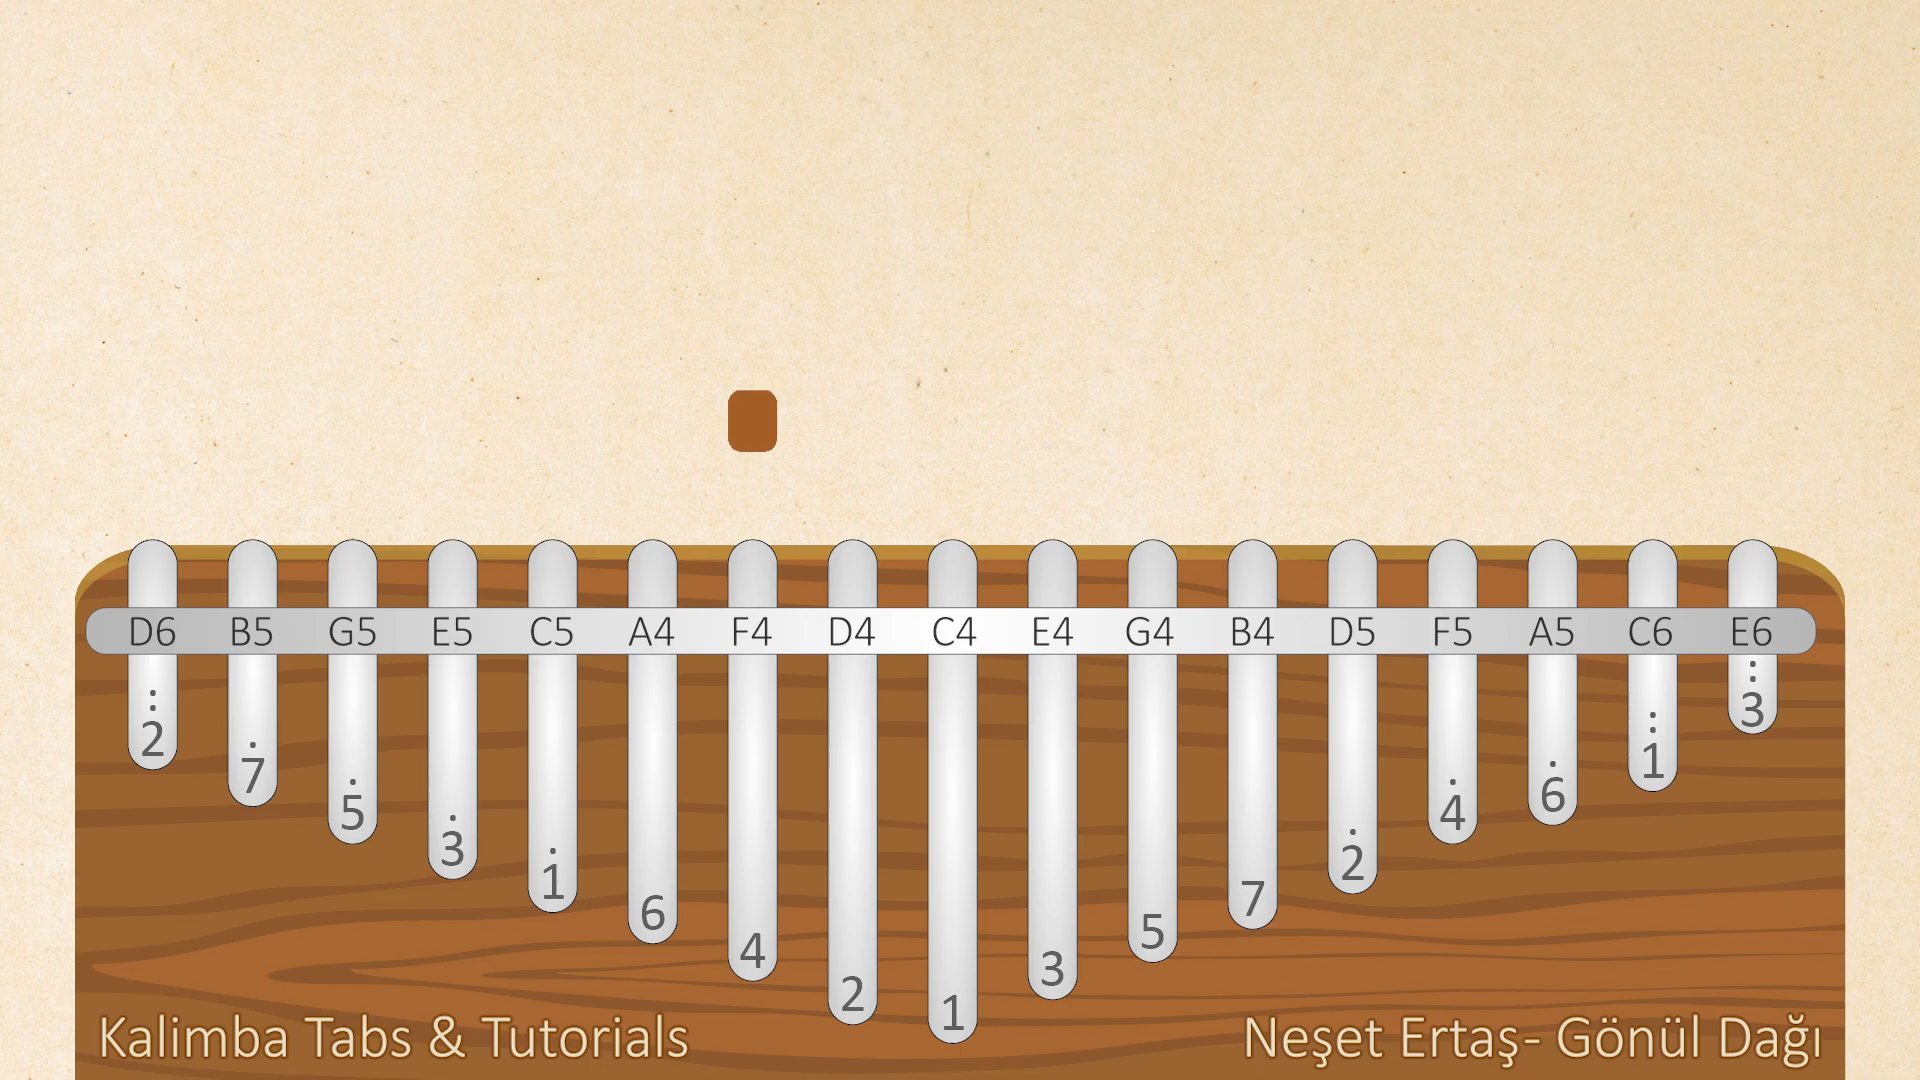 D6 B5 G5 E5 C5 A4 F4 D4 C4 E4 G4 B4 D5 F5 A5 C6 E6
2 7 5 3 1 6 4 2 1 3 5 7 2 4 6 1 3
Kalimba Tabs & Tutorials
Neşet Ertaş- Gönül Dağı